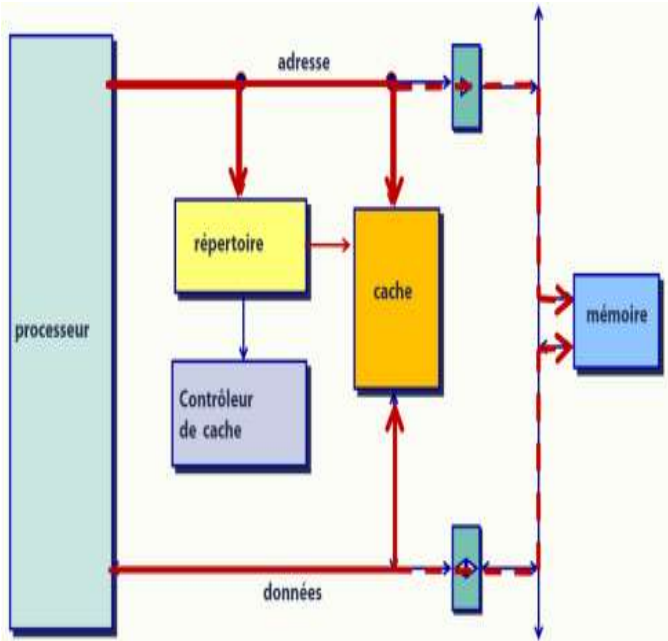 adresse
répertoire
cache
mémoire
processeur
Contrôleur
de cache
données